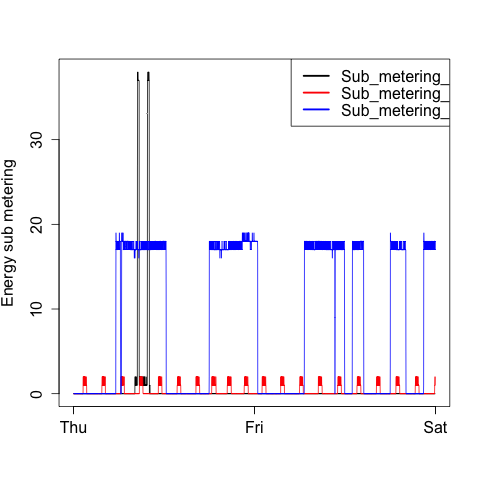 Sub_metering_
Sub_metering_
Sub_metering_
Energy sub metering
30
20
10
0
Thu Fri Sat